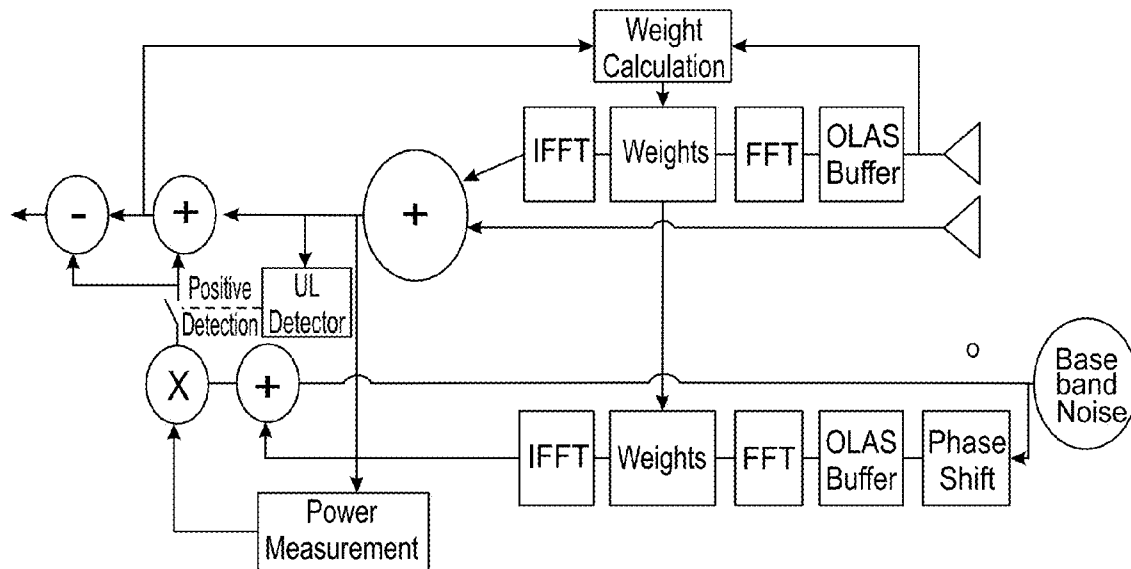 Weight
Calculation
IFFT
Weights
FFT
OLAS
Buffer
+
-
+
Positive
Detection
UL
Detector
X
+
o
Base
band
Noise
IFFT
Weights
FFT
OLAS
Buffer
Phase
Shift
Power
Measurement